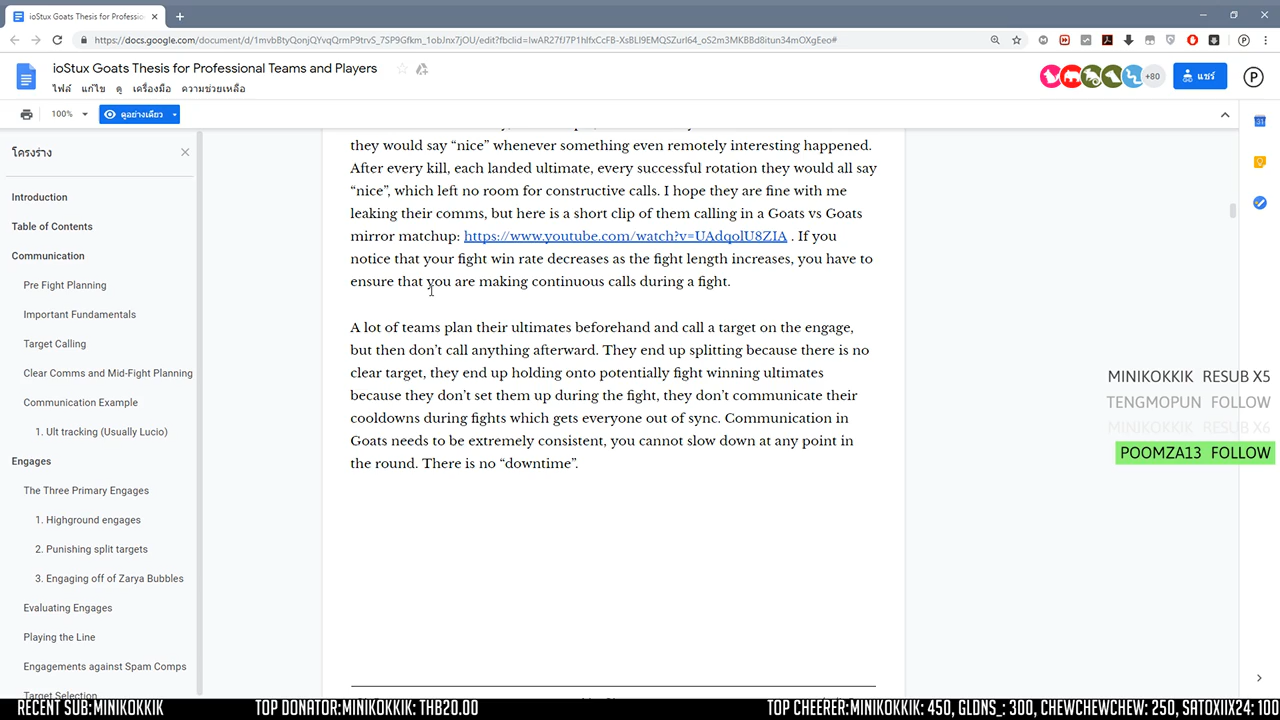 ioStux Goats Thesis for Professio
https://docs.google.com/document/d/1mvbBtyQonjQYvqQrmP9trvS_7SP9Gfkm_1obJnx7jOU/edit?fbclid=IwAR27fJ7P1hlfxCcFB-XsBLl9EMQSZurl64_oS2m3MKBBd8itun34mOXgEeo#
ioStux Goats Thesis for Professional Teams and Players
+80
แชร์
P
ไฟล์ แก้ไข ดู เครื่องมือ ความช่วยเหลือ
100%
ดูอย่างเดียว
โครงร่าง
Introduction
Table of Contents
Communication
Pre Fight Planning
Important Fundamentals
Target Calling
Clear Comms and Mid-Fight Planning
Communication Example
1. Ult tracking (Usually Lucio)
Engages
The Three Primary Engages
1. Highground engages
2. Punishing split targets
3. Engaging off of Zarya Bubbles
Evaluating Engages
Playing the Line
Engagements against Spam Comps
Target Selection
they would say “nice” whenever something even remotely interesting happened.
After every kill, each landed ultimate, every successful rotation they would all say
“nice”, which left no room for constructive calls. I hope they are fine with me
leaking their comms, but here is a short clip of them calling in a Goats vs Goats
mirror matchup: https://www.youtube.com/watch?v=UAdqolU8ZIA . If you
notice that your fight win rate decreases as the fight length increases, you have to
ensure that you are making continuous calls during a fight.
A lot of teams plan their ultimates beforehand and call a target on the engage,
but then don’t call anything afterward. They end up splitting because there is no
clear target, they end up holding onto potentially fight winning ultimates
because they don’t set them up during the fight, they don’t communicate their
cooldowns during fights which gets everyone out of sync. Communication in
Goats needs to be extremely consistent, you cannot slow down at any point in
the round. There is no “downtime”.
MINIKOKKIK RESUB X5
TENGMOPUN FOLLOW
MINIKOKKIK RESUB X6
POOMZA13 FOLLOW
RECENT SUB:MINIKOKKIK
TOP DONATOR:MINIKOKKIK: THB20.00
TOP CHEERER:MINIKOKKIK: 450, GLDNS_: 300, CHEWCHEWCHEW: 250, SATOXIIX24: 100